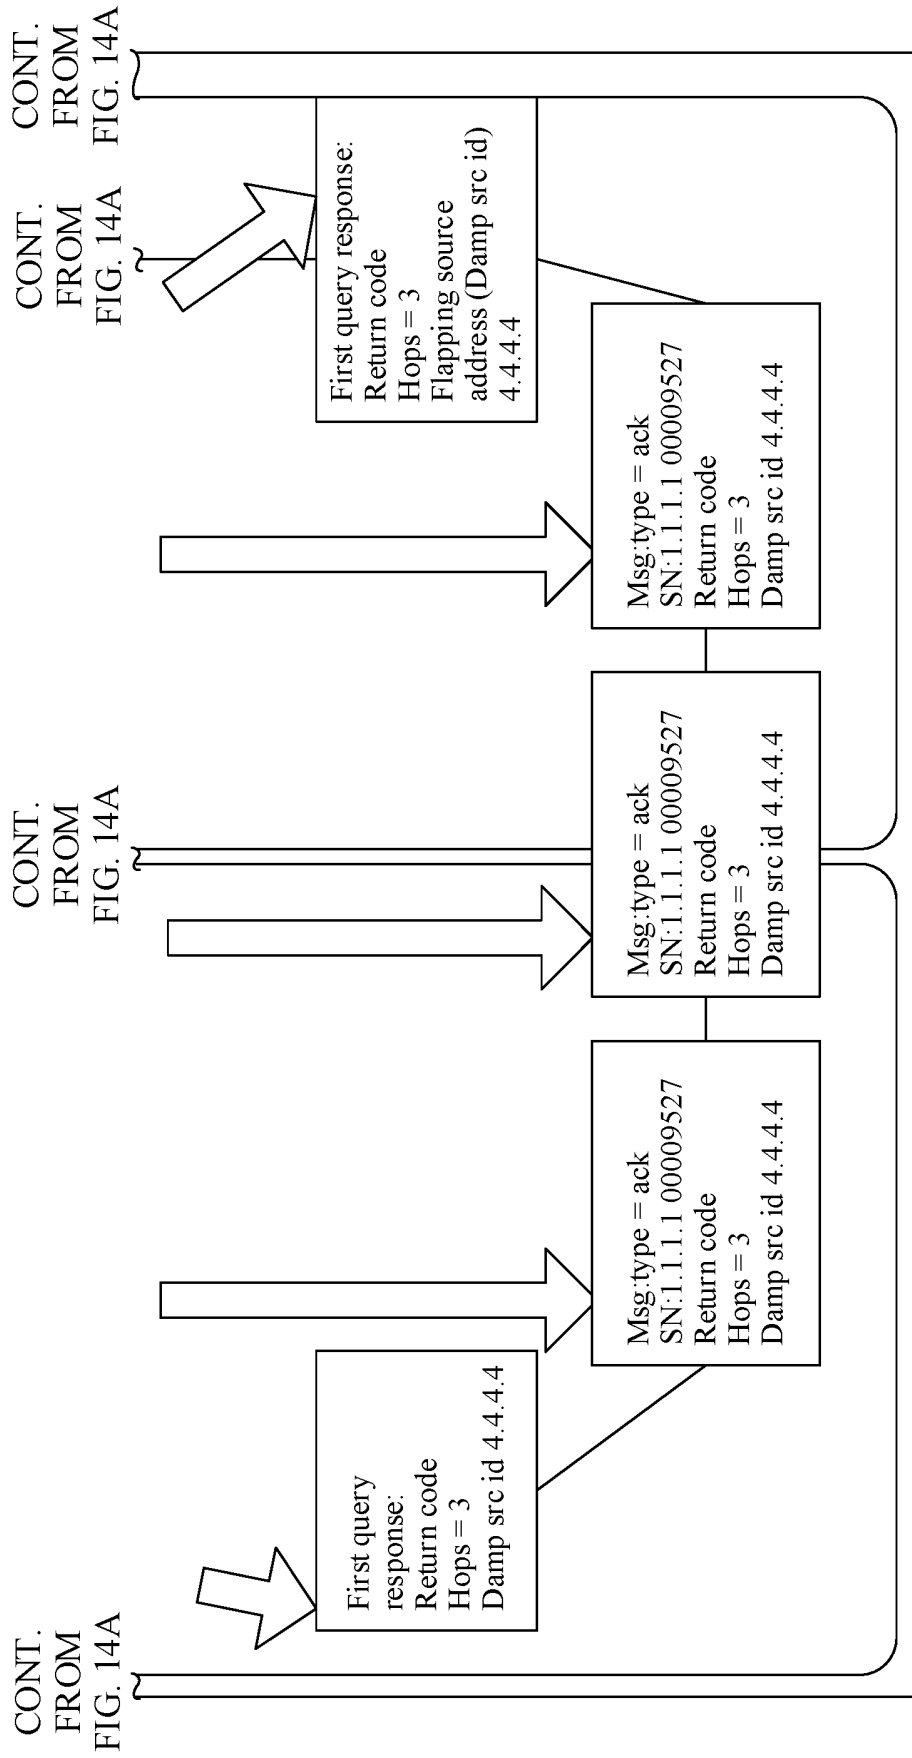 CONT.
FROM
FIG. 14A
CONT.
FROM
FIG. 14A
CONT.
FROM
FIG. 14A
CONT.
FROM
FIG. 14A
First query
response:
Return code
Hops = 3
Damp src id 4.4.4.4
First query response:
Return code
Hops = 3
Flapping source
address (Damp src id)
4.4.4.4
Msg:type = ack
SN:1.1.1.1 00009527
Return code
Hops = 3
Damp src id 4.4.4.4
Msg:type = ack
SN:1.1.1.1 00009527
Return code
Hops = 3
Damp src id 4.4.4.4
Msg:type = ack
SN:1.1.1.1 00009527
Return code
Hops = 3
Damp src id 4.4.4.4